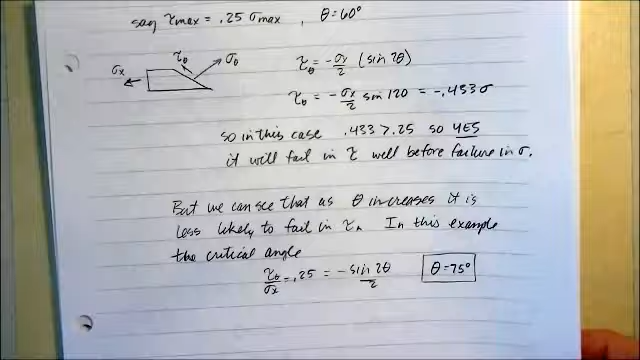 say τmax = .25 σmax , θ=60°
σx τθ σθ
τθ = -σx/2 (sin 2θ)
τθ = -σx/2 sin 120 = -.433σ
so in this case .433 > .25 so YES
it will fail in τ well before failure in σ.
But we can see that as θ increases it is
less likely to fail in τ. In this example
the critical angle
τθ/σx = .25 = -sin 2θ/2 θ=75°